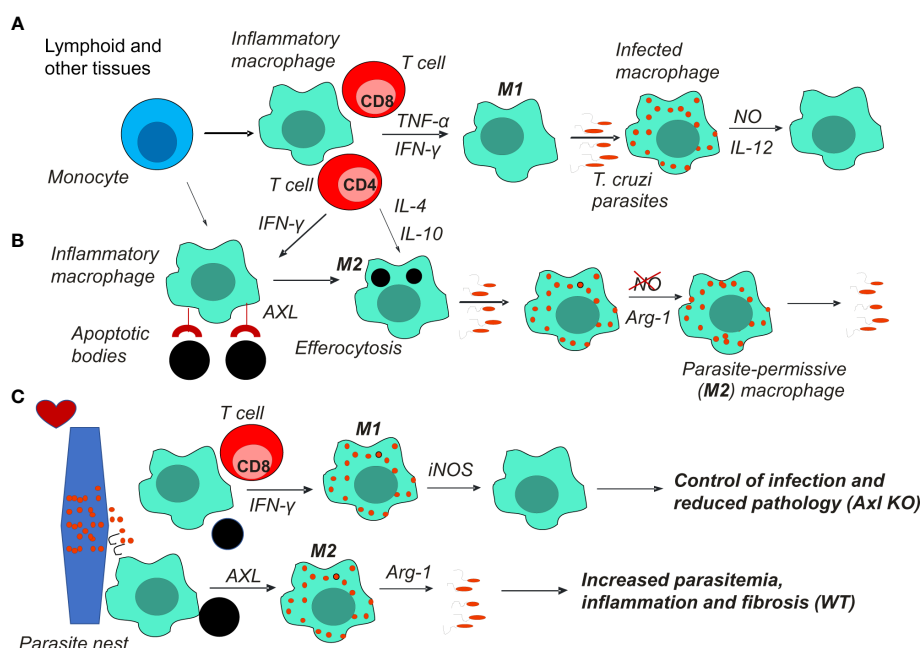 A
Lymphoid and
other tissues
Inflammatory
macrophage
T cell
CD8
M1
Infected
macrophage
TNF-α
IFN-γ
NO
IL-12
Monocyte
T. cruzi
parasites
T cell
CD4
IFN-γ
IL-4
IL-10
B
Inflammatory
macrophage
M2
AXL
Apoptotic
bodies
Efferocytosis
NO
Arg-1
Parasite-permissive
(M2) macrophage
C
T cell
CD8
IFN-γ
M1
iNOS
Control of infection and
reduced pathology (Axl KO)
AXL
M2
Arg-1
Increased parasitemia,
inflammation and fibrosis (WT)
Parasite nest